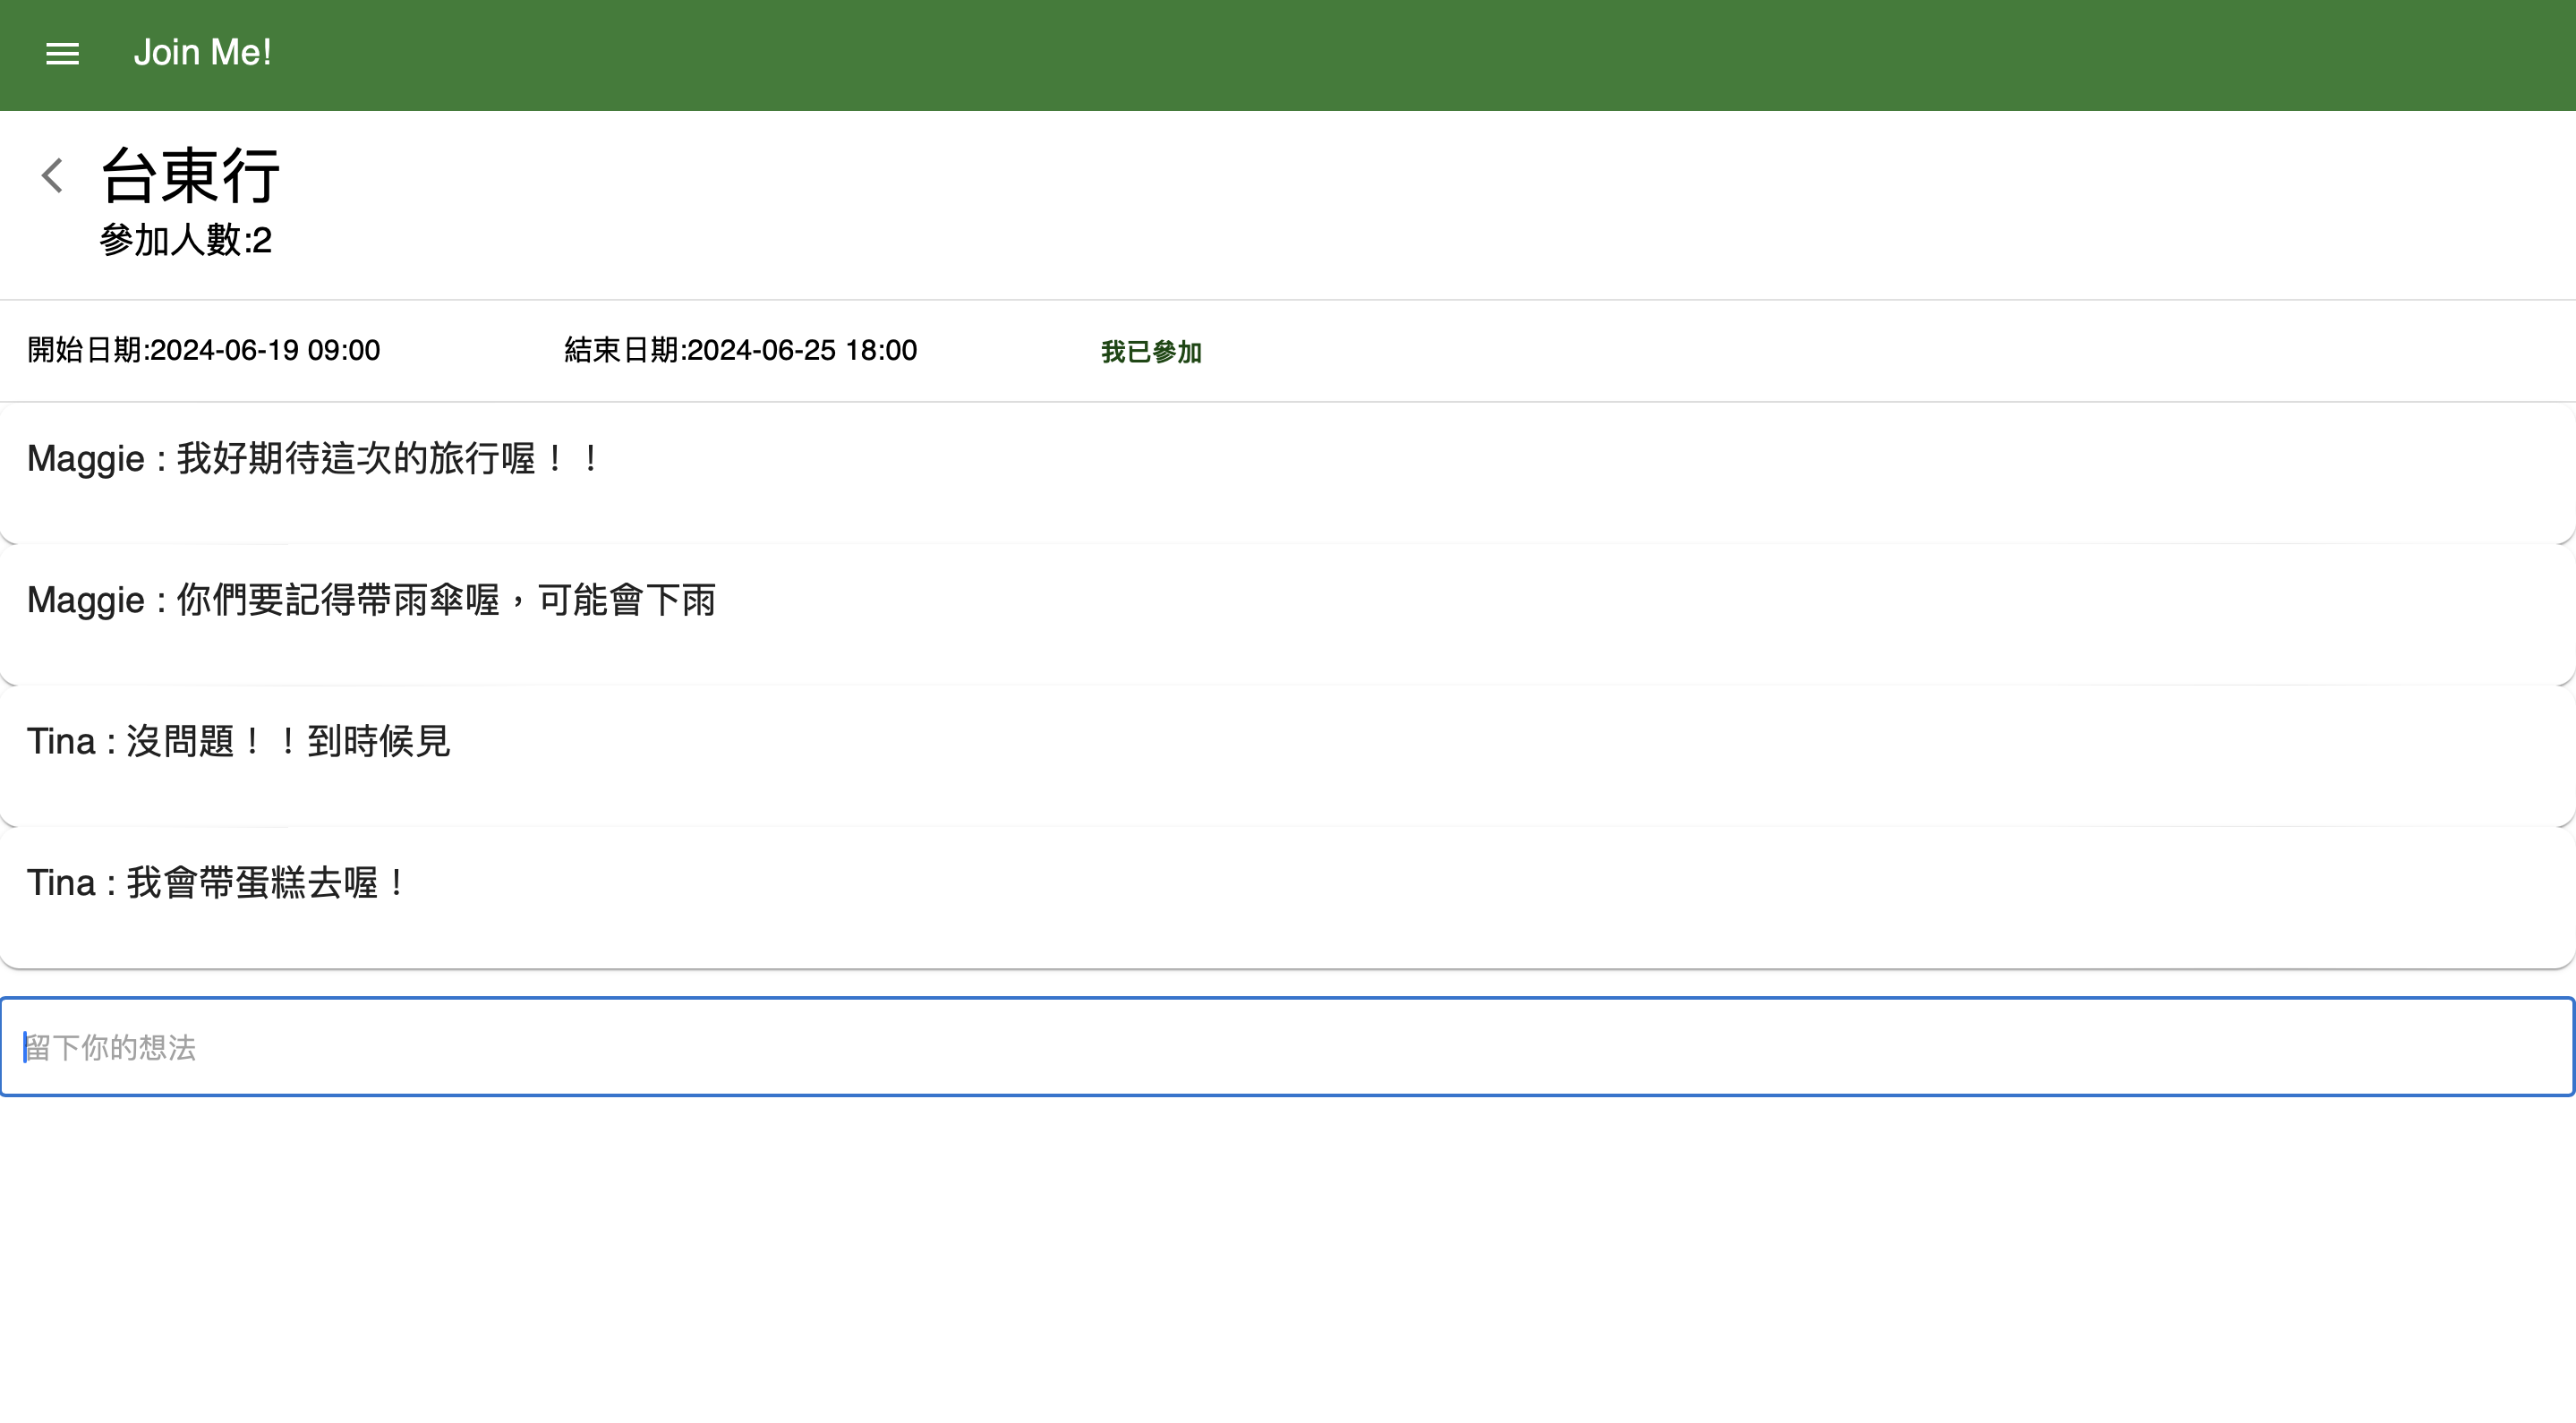 Join Me!
台東行
參加人數:2
開始日期:2024-06-19 09:00 結束日期:2024-06-25 18:00 我已參加
Maggie : 我好期待這次的旅行喔！！
Maggie : 你們要記得帶雨傘喔，可能會下雨
Tina : 沒問題！！到時候見
Tina : 我會帶蛋糕去喔！
留下你的想法